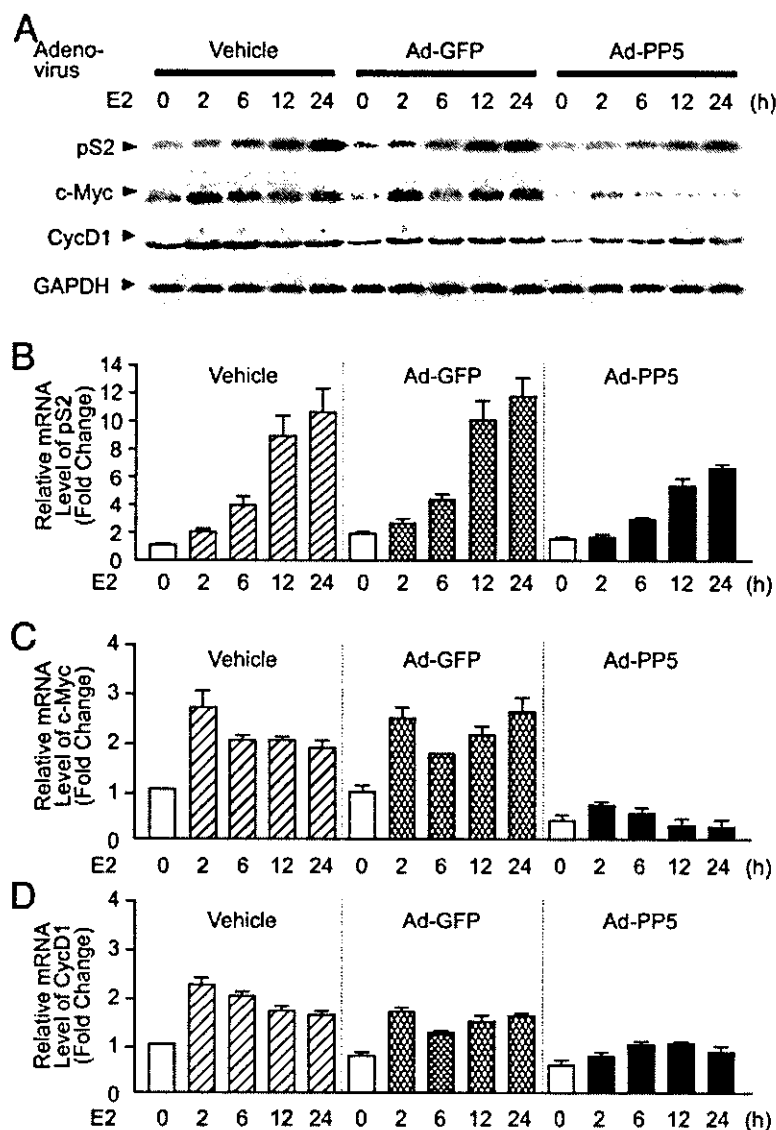 A
Adeno-
virus
Vehicle Ad-GFP Ad-PP5
E2 0 2 6 12 24 0 2 6 12 24 0 2 6 12 24 (h)
pS2
c-Myc
CycD1
GAPDH
B
Relative mRNA
Level of pS2
(Fold Change)
14
12
10
8
6
4
2
0
Vehicle Ad-GFP Ad-PP5
E2 0 2 6 12 24 0 2 6 12 24 0 2 6 12 24 (h)
C
Relative mRNA
Level of c-Myc
(Fold Change)
4
3
2
1
0
Vehicle Ad-GFP Ad-PP5
E2 0 2 6 12 24 0 2 6 12 24 0 2 6 12 24 (h)
D
Relative mRNA
Level of CycD1
(Fold Change)
4
3
2
1
0
Vehicle Ad-GFP Ad-PP5
E2 0 2 6 12 24 0 2 6 12 24 0 2 6 12 24 (h)